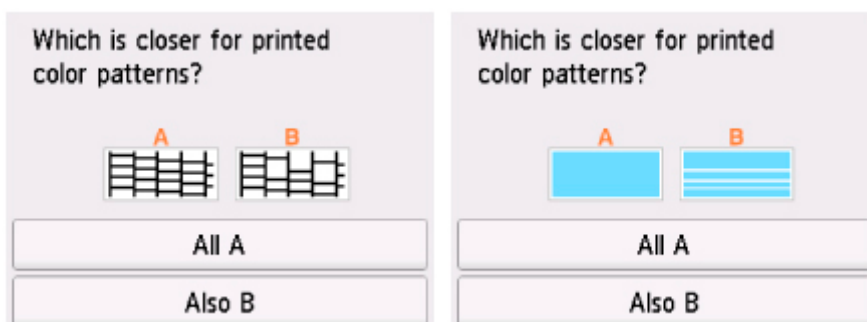 Which is closer for printed
color patterns?
A B
All A
Also B
Which is closer for printed
color patterns?
A B
All A
Also B